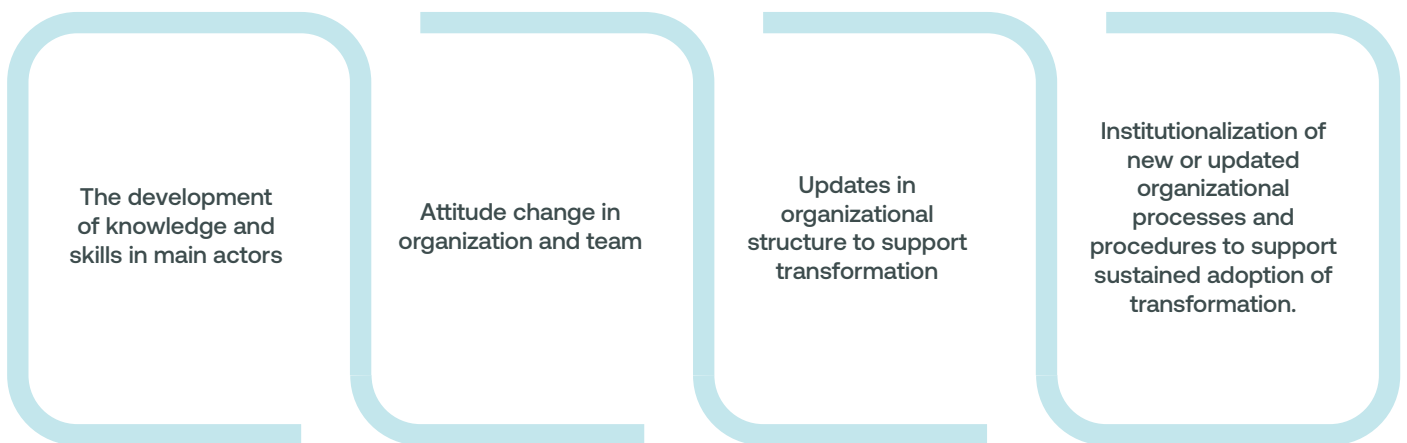 The development
of knowledge and
skills in main actors
Attitude change in
organization and team
Updates in
organizational
structure to support
transformation
Institutionalization of
new or updated
organizational
processes and
procedures to support
sustained adoption of
transformation.